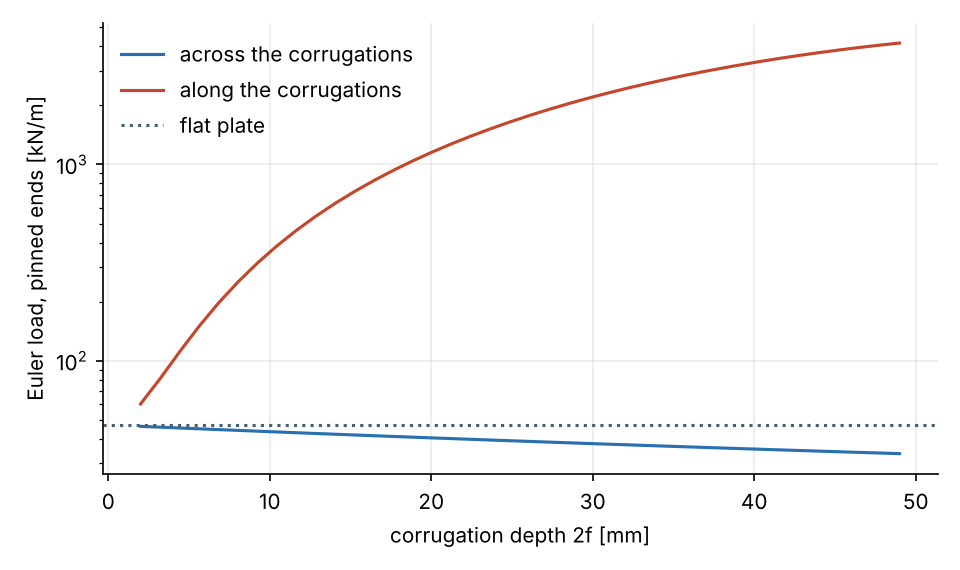 across the corrugations
along the corrugations
flat plate
Euler load, pinned ends [kN/m]
10³
10²
0 10 20 30 40 50
corrugation depth 2f [mm]